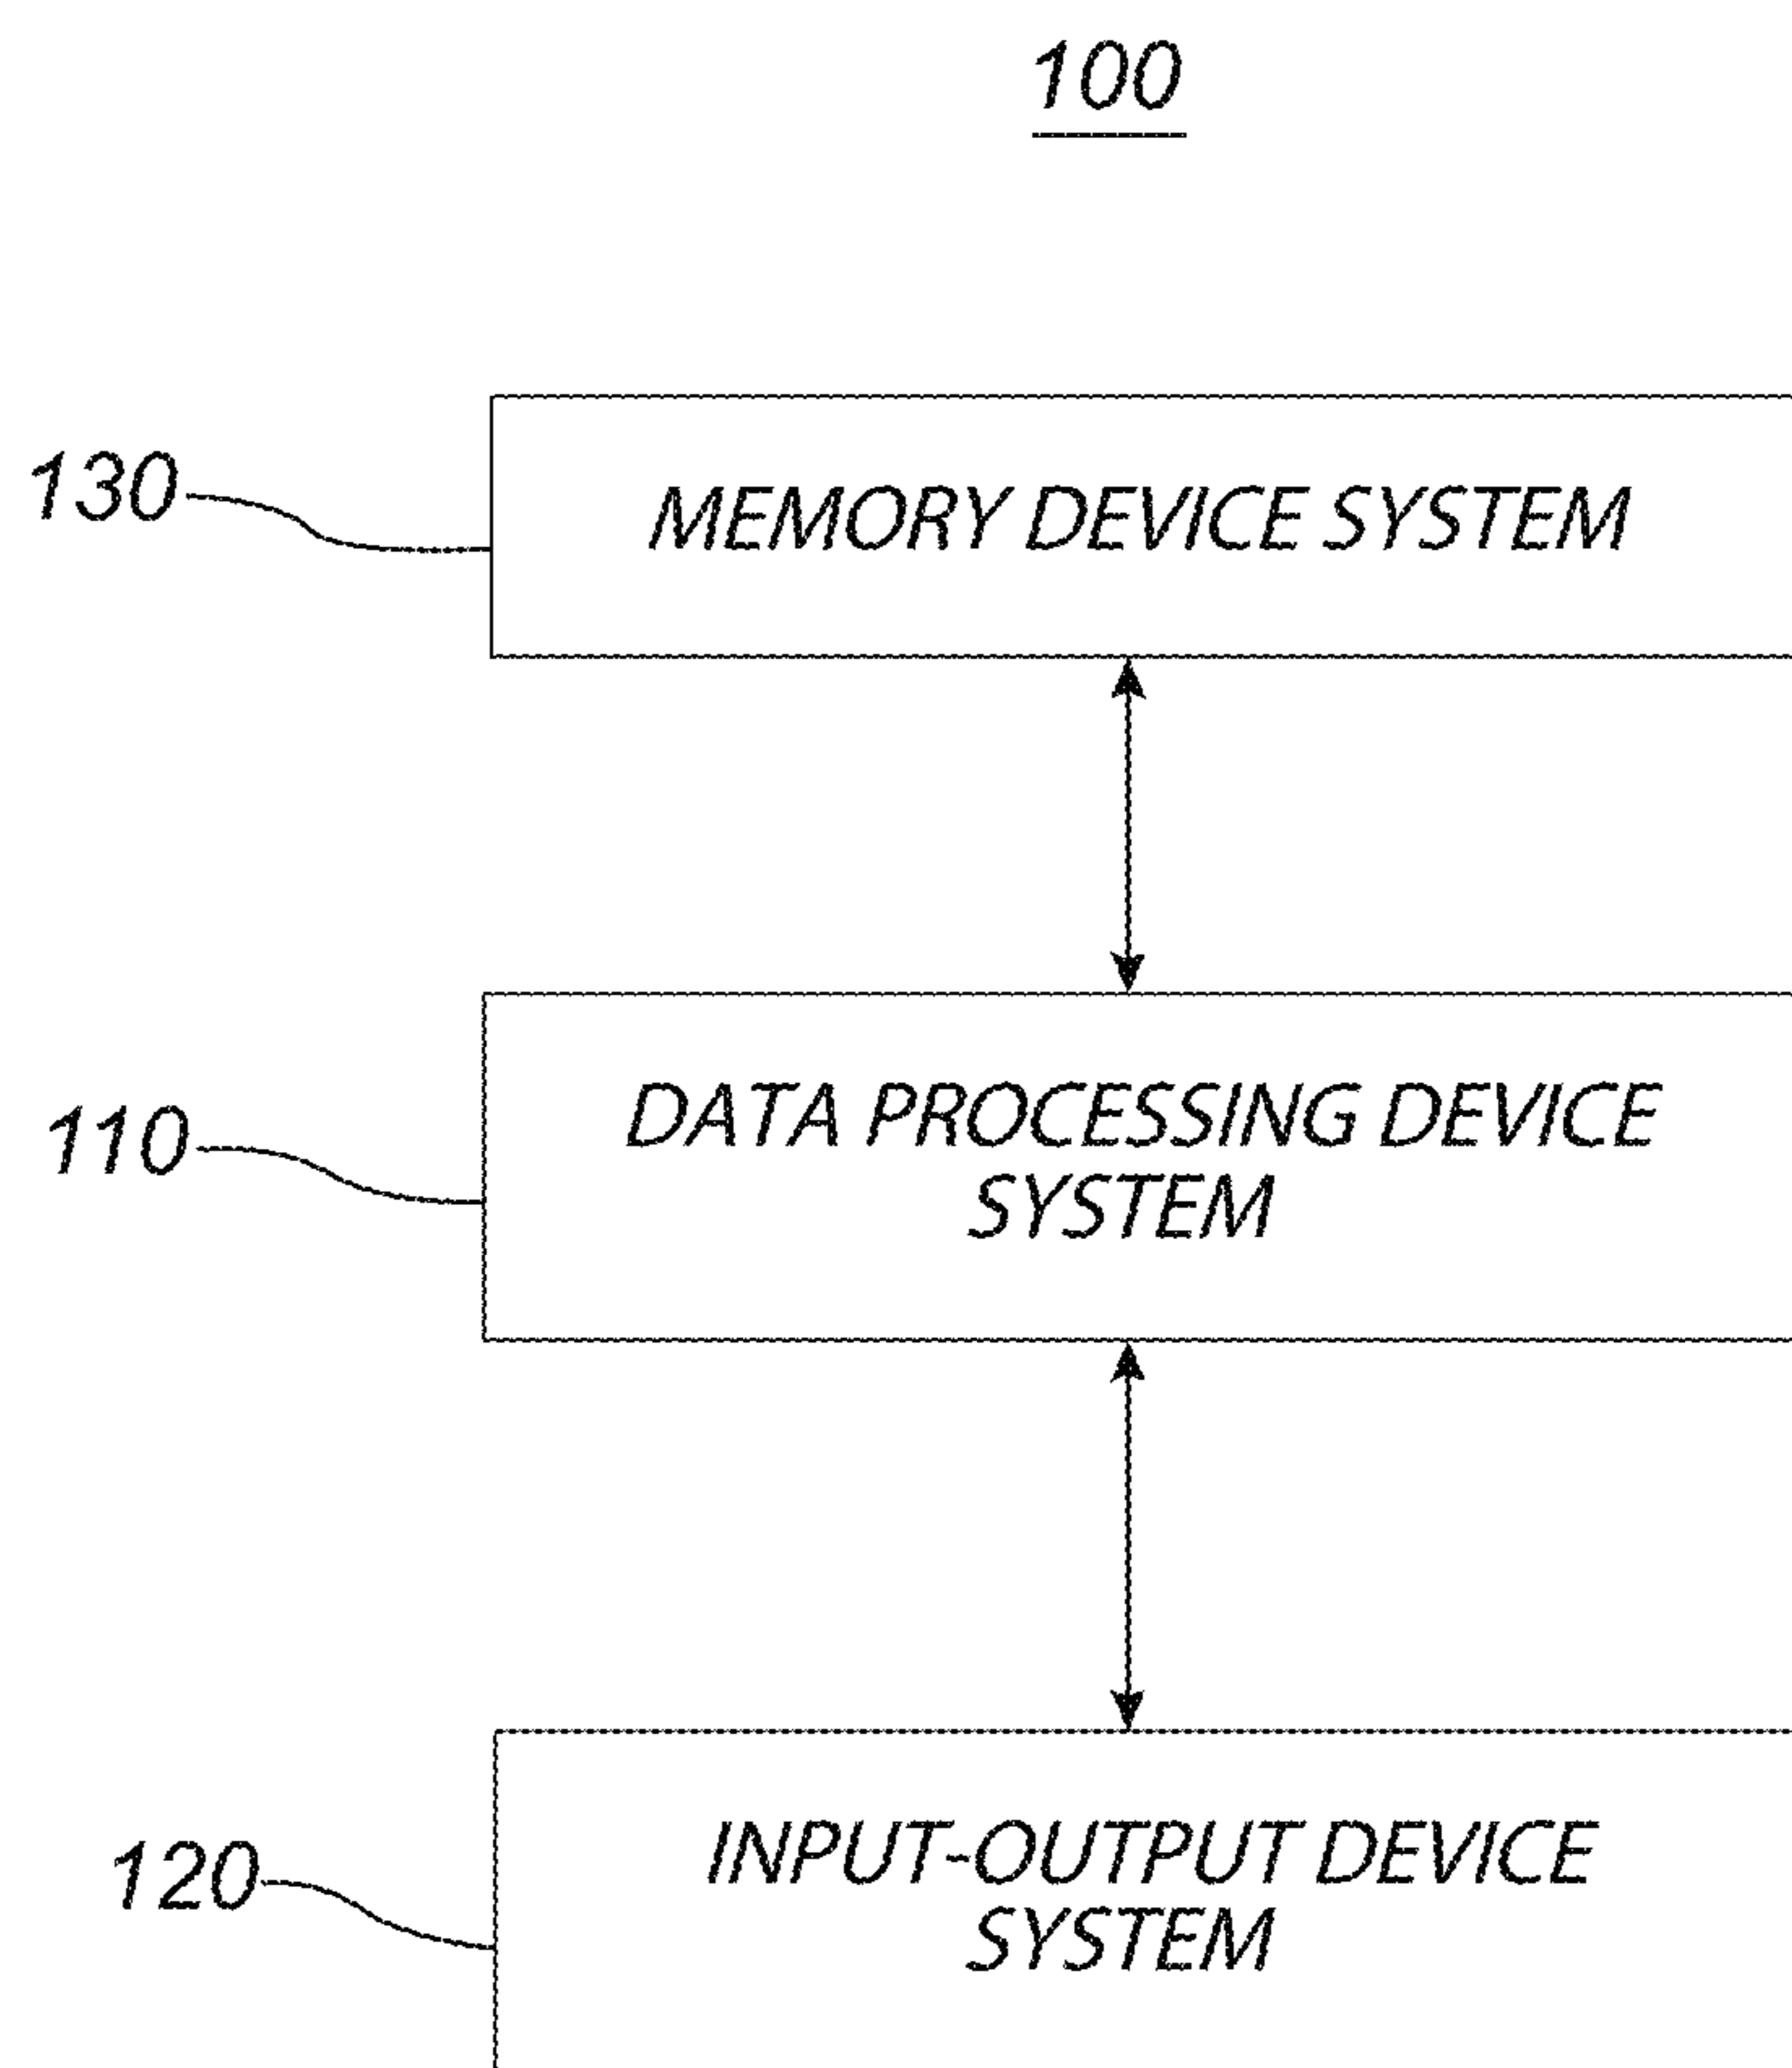 100
130
MEMORY DEVICE SYSTEM
110
DATA PROCESSING DEVICE
SYSTEM
120
INPUT-OUTPUT DEVICE
SYSTEM